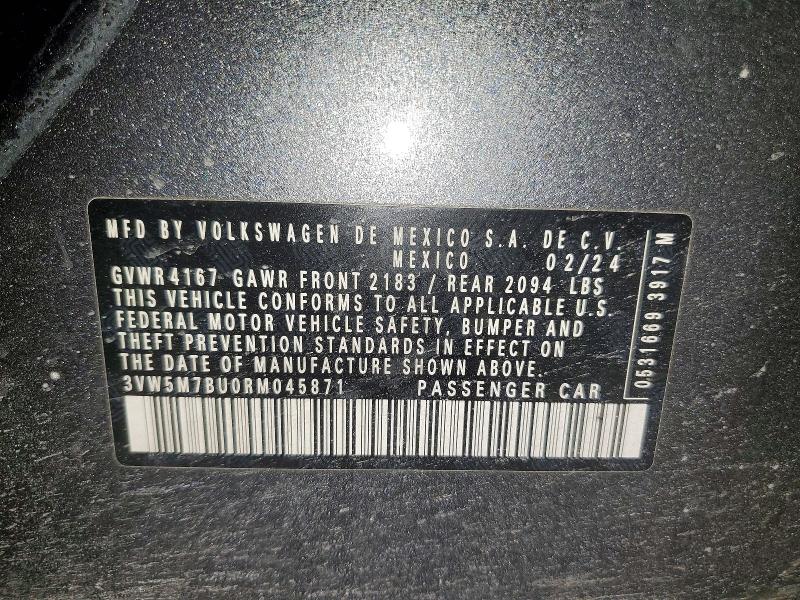 MFD BY VOLKSWAGEN DE MEXICO S.A. DE C.V.
MEXICO 02/24
GVWR4167 GAWR FRONT 2183 / REAR 2094 LBS
THIS VEHICLE CONFORMS TO ALL APPLICABLE U.S.
FEDERAL MOTOR VEHICLE SAFETY, BUMPER AND
THEFT PREVENTION STANDARDS IN EFFECT ON
THE DATE OF MANUFACTURE SHOWN ABOVE.
3VW5M7BU0RM045871 PASSENGER CAR
0531669 3917 M